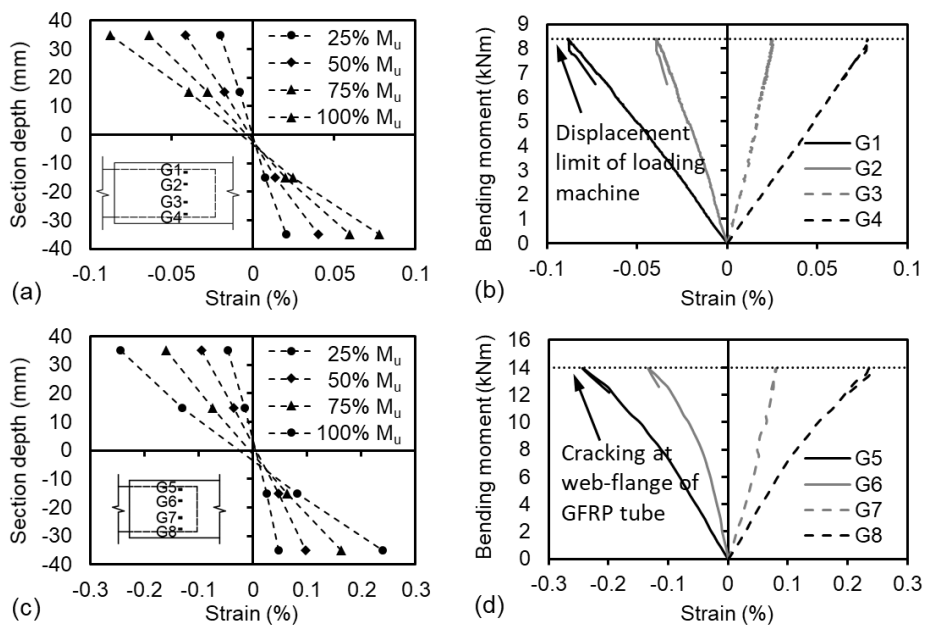 Section depth (mm)
40
30
20
10
0
-10
-20
-30
-40
25% Mu
50% Mu
75% Mu
100% Mu
G1
G2
G3
G4
-0.1
-0.05
0
0.05
0.1
Strain (%)
(a)
Bending moment (kNm)
9
8
7
6
5
4
3
2
1
0
Displacement
limit of loading
machine
G1
G2
G3
G4
-0.1
-0.05
0
0.05
0.1
Strain (%)
(b)
Section depth (mm)
40
30
20
10
0
-10
-20
-30
-40
25% Mu
50% Mu
75% Mu
100% Mu
G5
G6
G7
G8
-0.3
-0.2
-0.1
0
0.1
0.2
0.3
Strain (%)
(c)
Bending moment (kNm)
16
14
12
10
8
6
4
2
0
Cracking at
web-flange of
GFRP tube
G5
G6
G7
G8
-0.3
-0.2
-0.1
0
0.1
0.2
0.3
Strain (%)
(d)